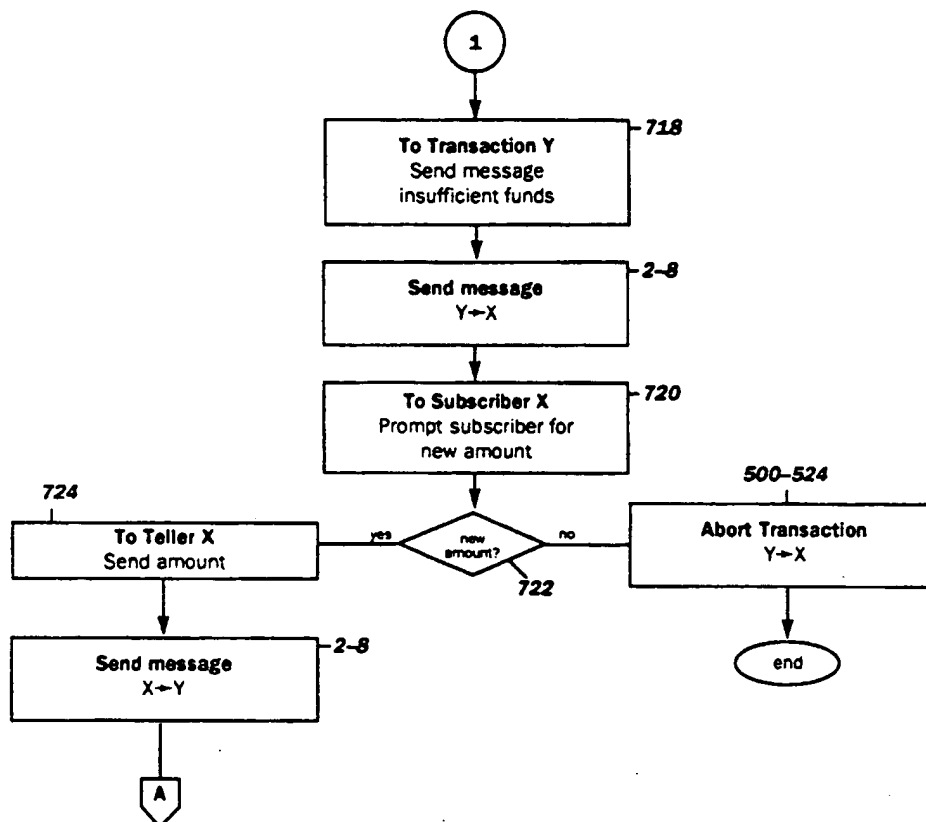 1
718
To Transaction Y
Send message
insufficient funds
2-8
Send message
Y→X
720
To Subscriber X
Prompt subscriber for
new amount
724
To Teller X
Send amount
yes
new
amount?
no
722
500-524
Abort Transaction
Y→X
2-8
Send message
X→Y
end
A